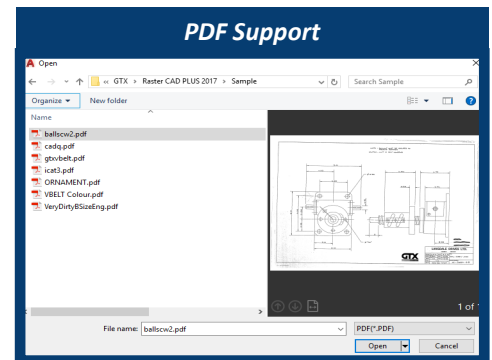 PDF Support
Open
« GTX > Raster CAD PLUS 2017 > Sample
Search Sample
Organize
New folder
Name
ballscw2.pdf
cadq.pdf
gtxvbelt.pdf
icat3.pdf
ORNAMENT.pdf
VBELT Colour.pdf
VeryDirtyBSizeEng.pdf
GTX
1 of 1
File name:
ballscw2.pdf
PDF(*.PDF)
Open
Cancel